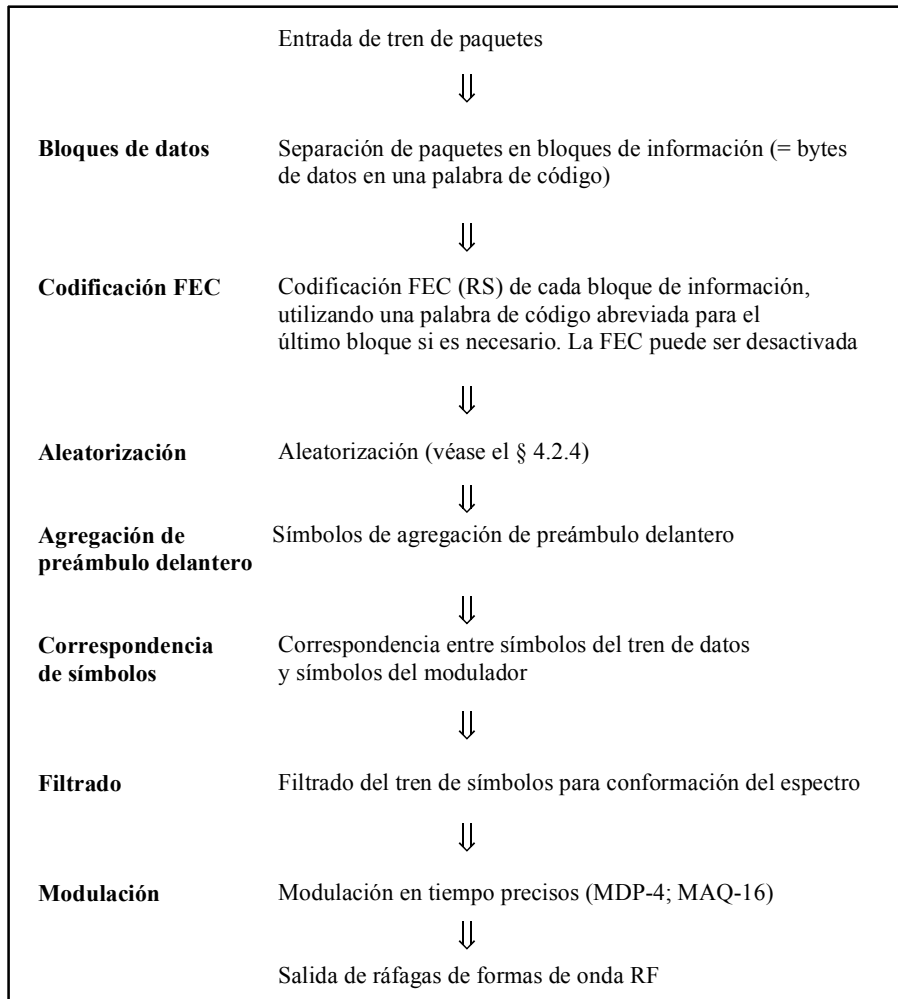 Entrada de tren de paquetes
⇓
Bloques de datos Separación de paquetes en bloques de información (= bytes
de datos en una palabra de código)
⇓
Codificación FEC Codificación FEC (RS) de cada bloque de información,
utilizando una palabra de código abreviada para el
último bloque si es necesario. La FEC puede ser desactivada
⇓
Aleatorización Aleatorización (véase el § 4.2.4)
⇓
Agregación de Símbolos de agregación de preámbulo delantero
preámbulo delantero
⇓
Correspondencia Correspondencia entre símbolos del tren de datos
de símbolos y símbolos del modulador
⇓
Filtrado Filtrado del tren de símbolos para conformación del espectro
⇓
Modulación Modulación en tiempo precisos (MDP-4; MAQ-16)
⇓
Salida de ráfagas de formas de onda RF